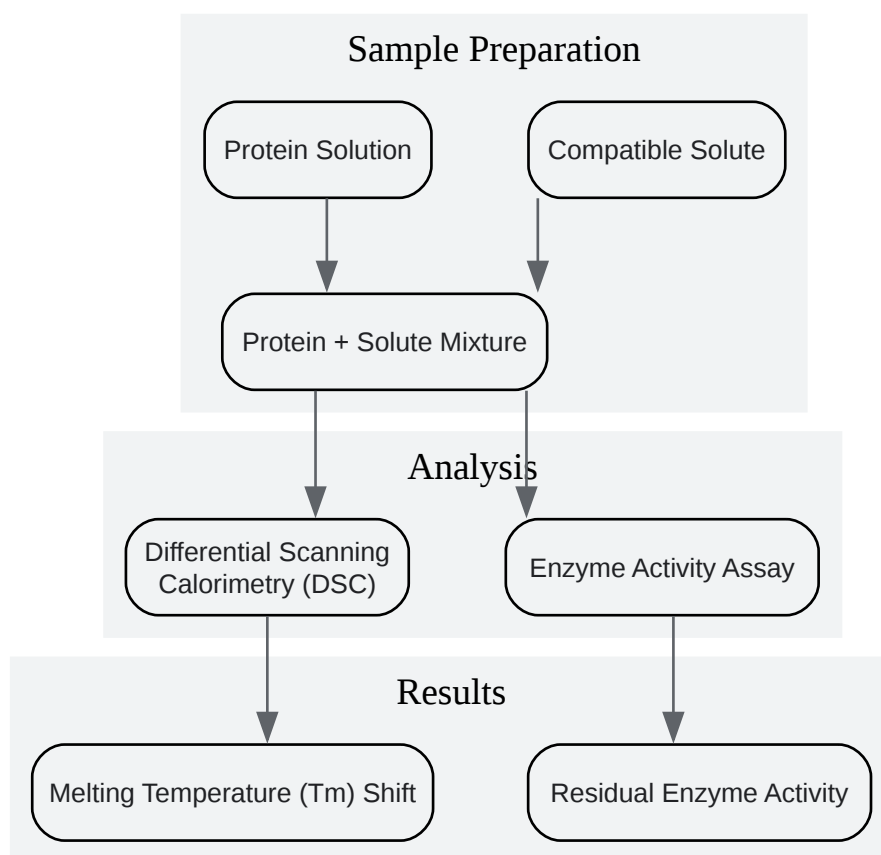 Sample Preparation
Protein Solution
Compatible Solute
Protein + Solute Mixture
Analysis
Differential Scanning
Calorimetry (DSC)
Enzyme Activity Assay
Results
Melting Temperature (Tm) Shift
Residual Enzyme Activity